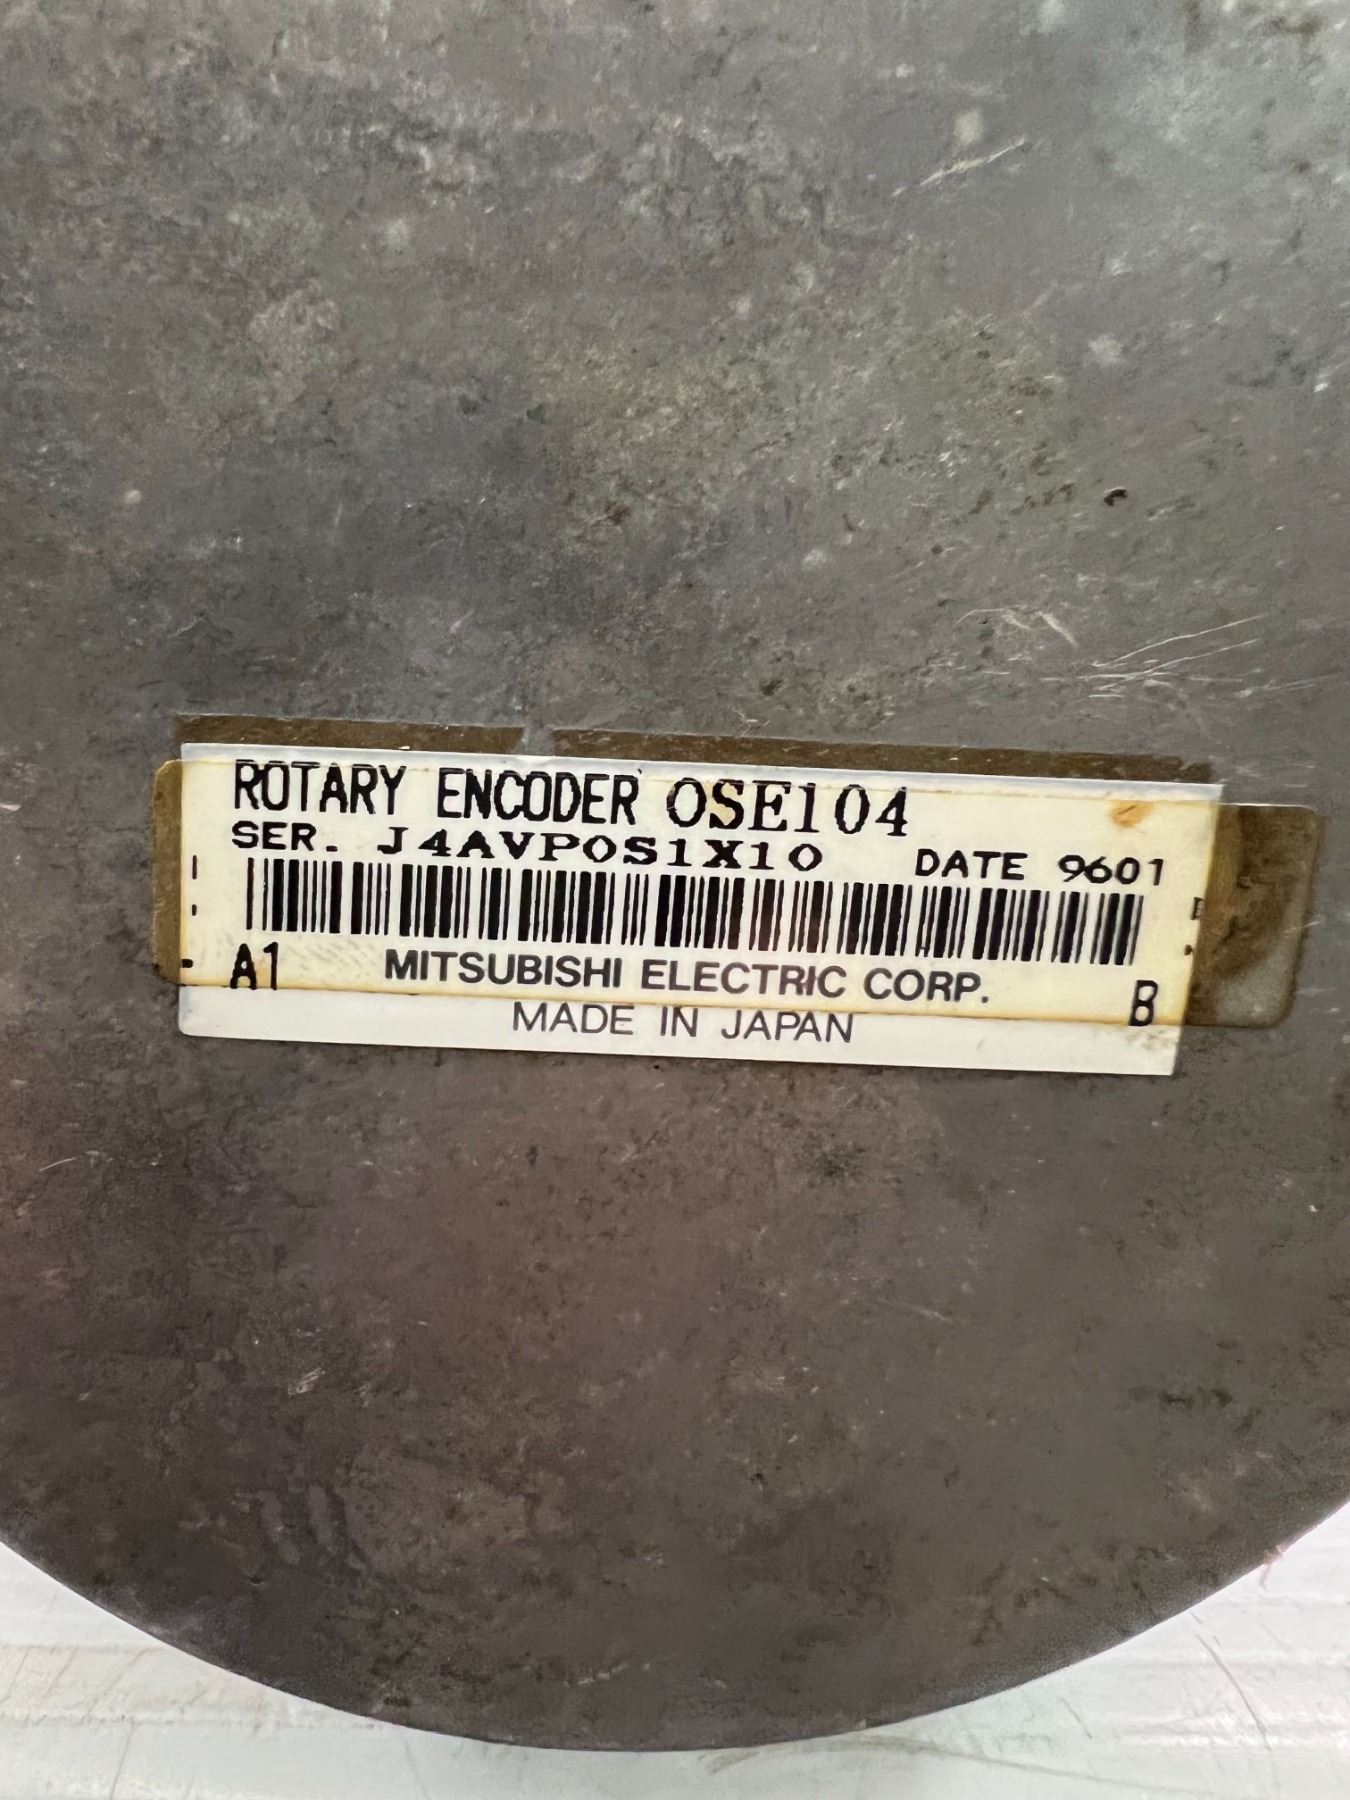 ROTARY ENCODER OSE104
SER. J4AVP0S1X10 DATE 9601
A1 MITSUBISHI ELECTRIC CORP. B
MADE IN JAPAN